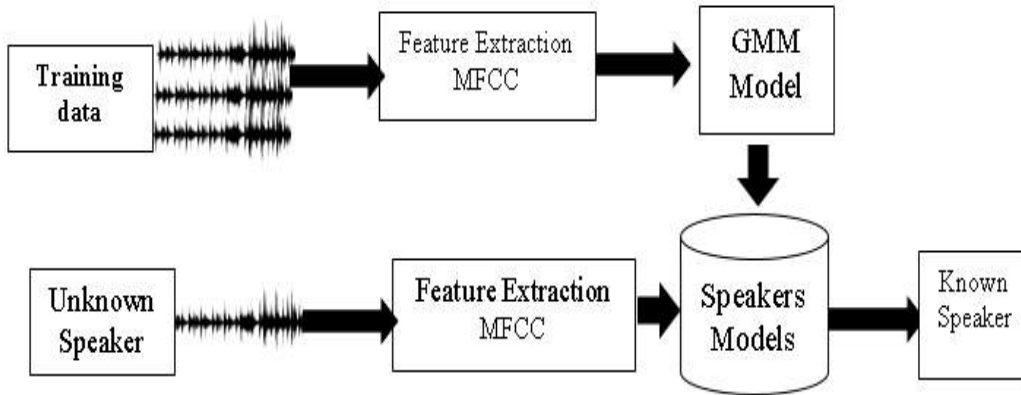 Training
data
Feature Extraction
MFCC
GMM
Model
Unknown
Speaker
Feature Extraction
MFCC
Speakers
Models
Known
Speaker